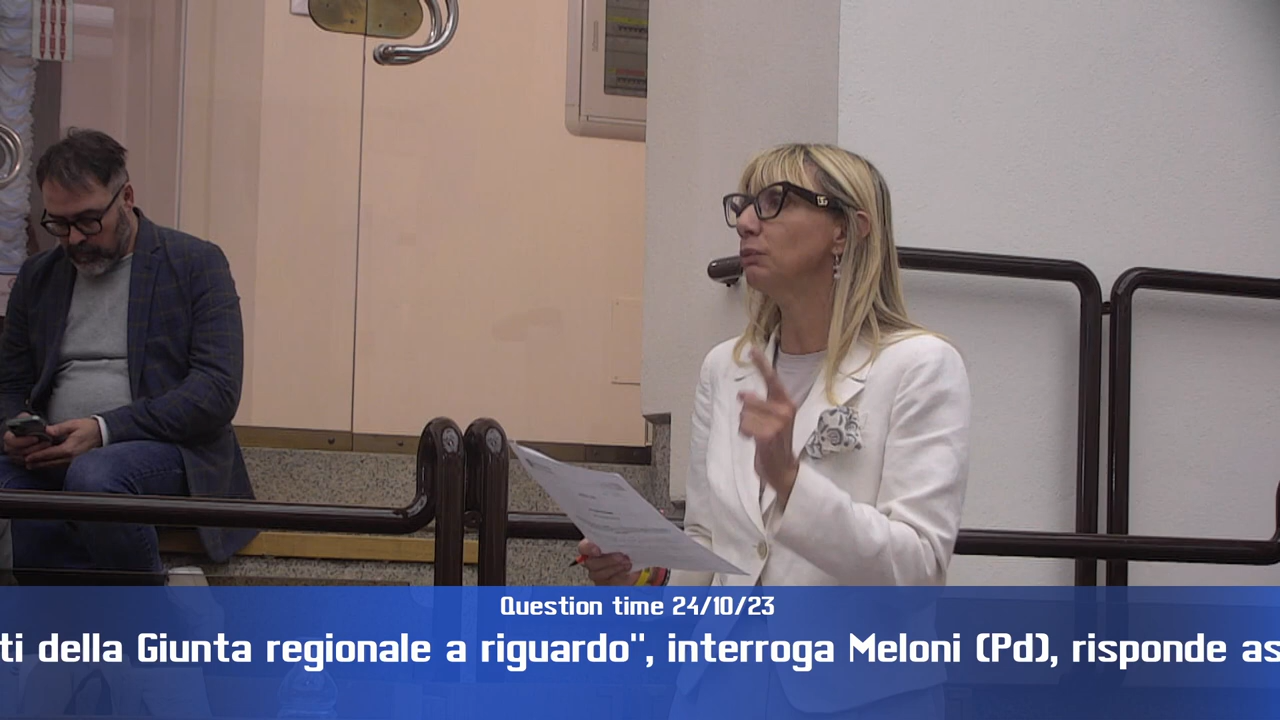 Question time 24/10/23
ti della Giunta regionale a riguardo", interroga Meloni (Pd), risponde as